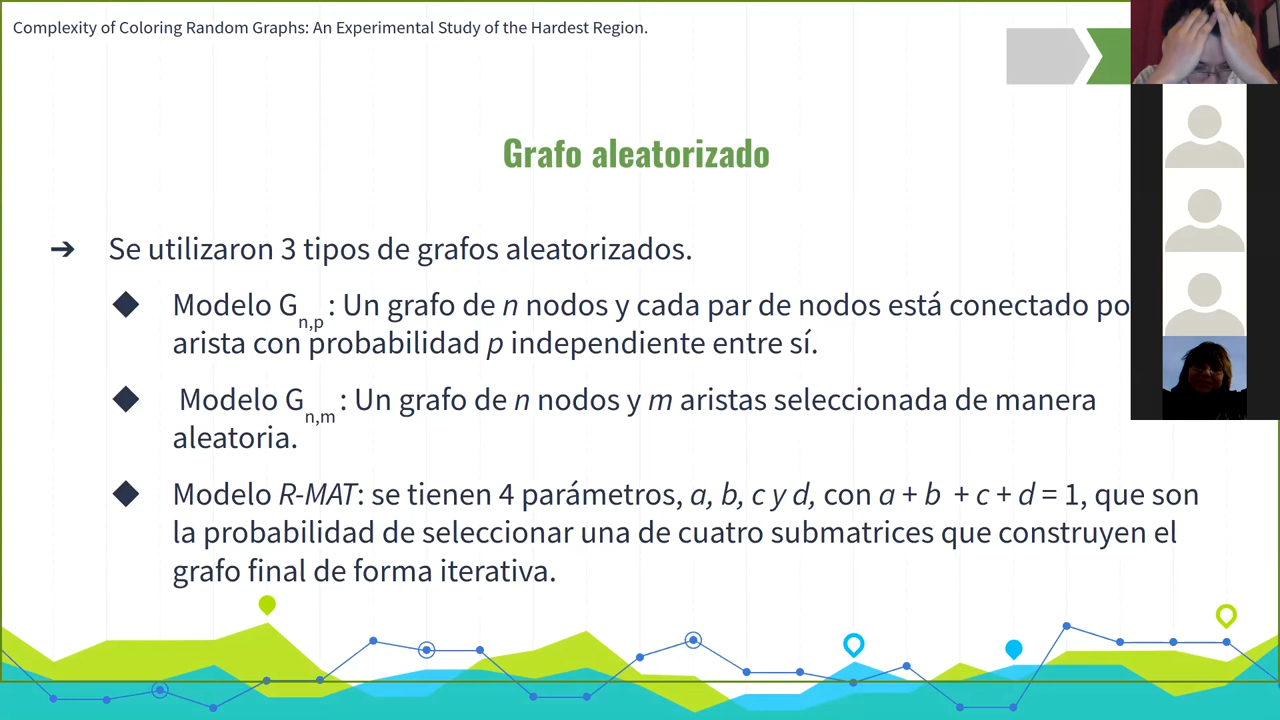 Complexity of Coloring Random Graphs: An Experimental Study of the Hardest Region.
Grafo aleatorizado
➔ Se utilizaron 3 tipos de grafos aleatorizados.
◆ Modelo G n,p : Un grafo de n nodos y cada par de nodos está conectado po
arista con probabilidad p independiente entre sí.
◆ Modelo G n,m : Un grafo de n nodos y m aristas seleccionada de manera
aleatoria.
◆ Modelo R-MAT: se tienen 4 parámetros, a, b, c y d, con a + b + c + d = 1, que son
la probabilidad de seleccionar una de cuatro submatrices que construyen el
grafo final de forma iterativa.